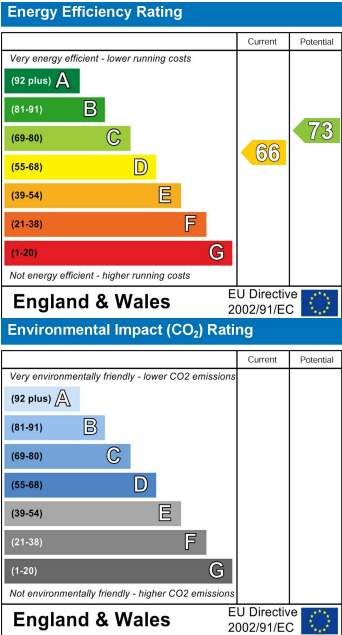 Energy Efficiency Rating
Current Potential
Very energy efficient - lower running costs
(92 plus) A
(81-91) B
(69-80) C
73
(55-68) D
66
(39-54) E
(21-38) F
(1-20) G
Not energy efficient - higher running costs
England & Wales
EU Directive
2002/91/EC
Environmental Impact (CO₂) Rating
Current Potential
Very environmentally friendly - lower CO2 emissions
(92 plus) A
(81-91) B
(69-80) C
(55-68) D
(39-54) E
(21-38) F
(1-20) G
Not environmentally friendly - higher CO2 emissions
England & Wales
EU Directive
2002/91/EC